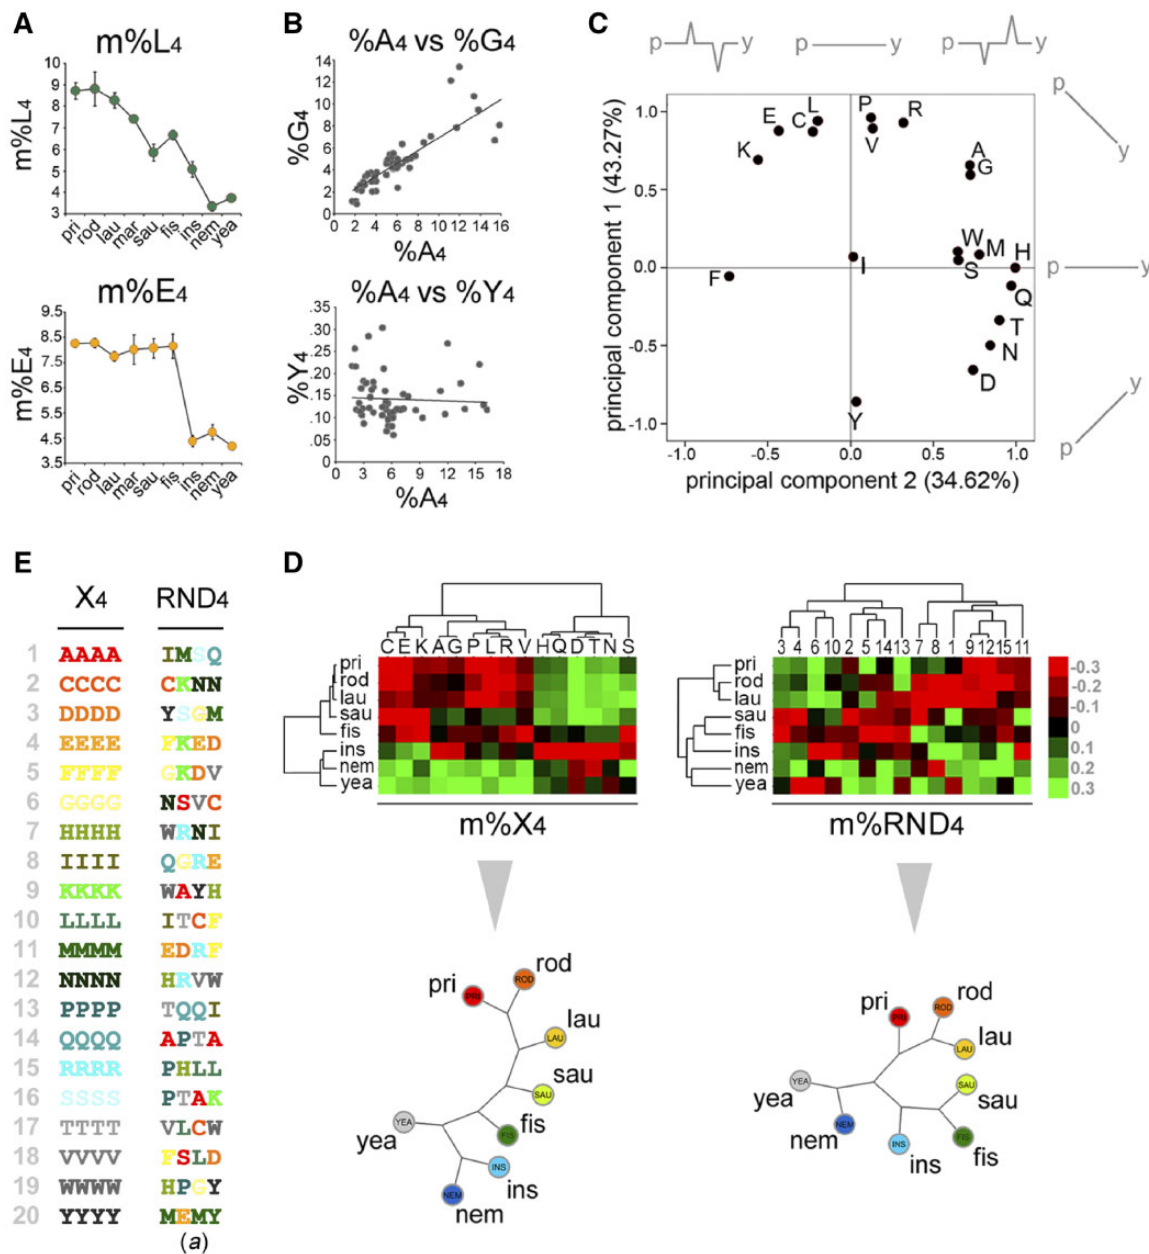 A
m%L4
m%L4
10
9
8
7
6
5
4
3
pri rod lau mar sau fis ins nem yea
m%E4
m%E4
9.5
8.5
7.5
6.5
5.5
4.5
3.5
pri rod lau mar sau fis ins nem yea
B
%A4 vs %G4
%G4
14
12
10
8
6
4
2
0
0 2 4 6 8 10 12 14 16
%A4
%A4 vs %Y4
%Y4
.35
.30
.25
.20
.15
.10
.05
0
0 3 6 9 12 15 18
%A4
C
p y p y p y
p y
p y
p y
principal component 1 (43.27%)
1.0
0.5
0.0
-0.5
-1.0
K E C L P V R
A G
W S M H
F I Q
T
N
D
Y
-1.0 -0.5 0.0 0.5 1.0
principal component 2 (34.62%)
E
X4 RND4
1 AAAA IMSQ
2 CCCC CKNN
3 DDDD YSGM
4 EEEE FKED
5 FFFF GKDV
6 GGGG NSVC
7 HHHH WRNI
8 IIII QGRE
9 KKKK WAYH
10 LLLL ITCF
11 MMMM EDRF
12 NNNN HRVW
13 PPPP TQQI
14 QQQQ APTA
15 RRRR PHLL
16 SSSS PTAK
17 TTTT VLCW
18 VVVV FSLD
19 WWWW HPGY
20 YYYY MEMY
(a)
D
C E K A G P L R V H Q D T N S
pri
rod
lau
sau
fis
ins
nem
yea
m%X4
3 4 6 10 2 5 14 13 7 8 1 9 12 15 11
pri
rod
lau
sau
fis
ins
nem
yea
m%RND4
-0.3
-0.2
-0.1
0
0.1
0.2
0.3
pri PRI
rod ROD
lau LAU
sau SAU
fis FIS
yea YEA
ins INS
nem NEM
pri PRI
rod ROD
lau LAU
sau SAU
yea YEA
nem NEM
ins INS
fis FIS